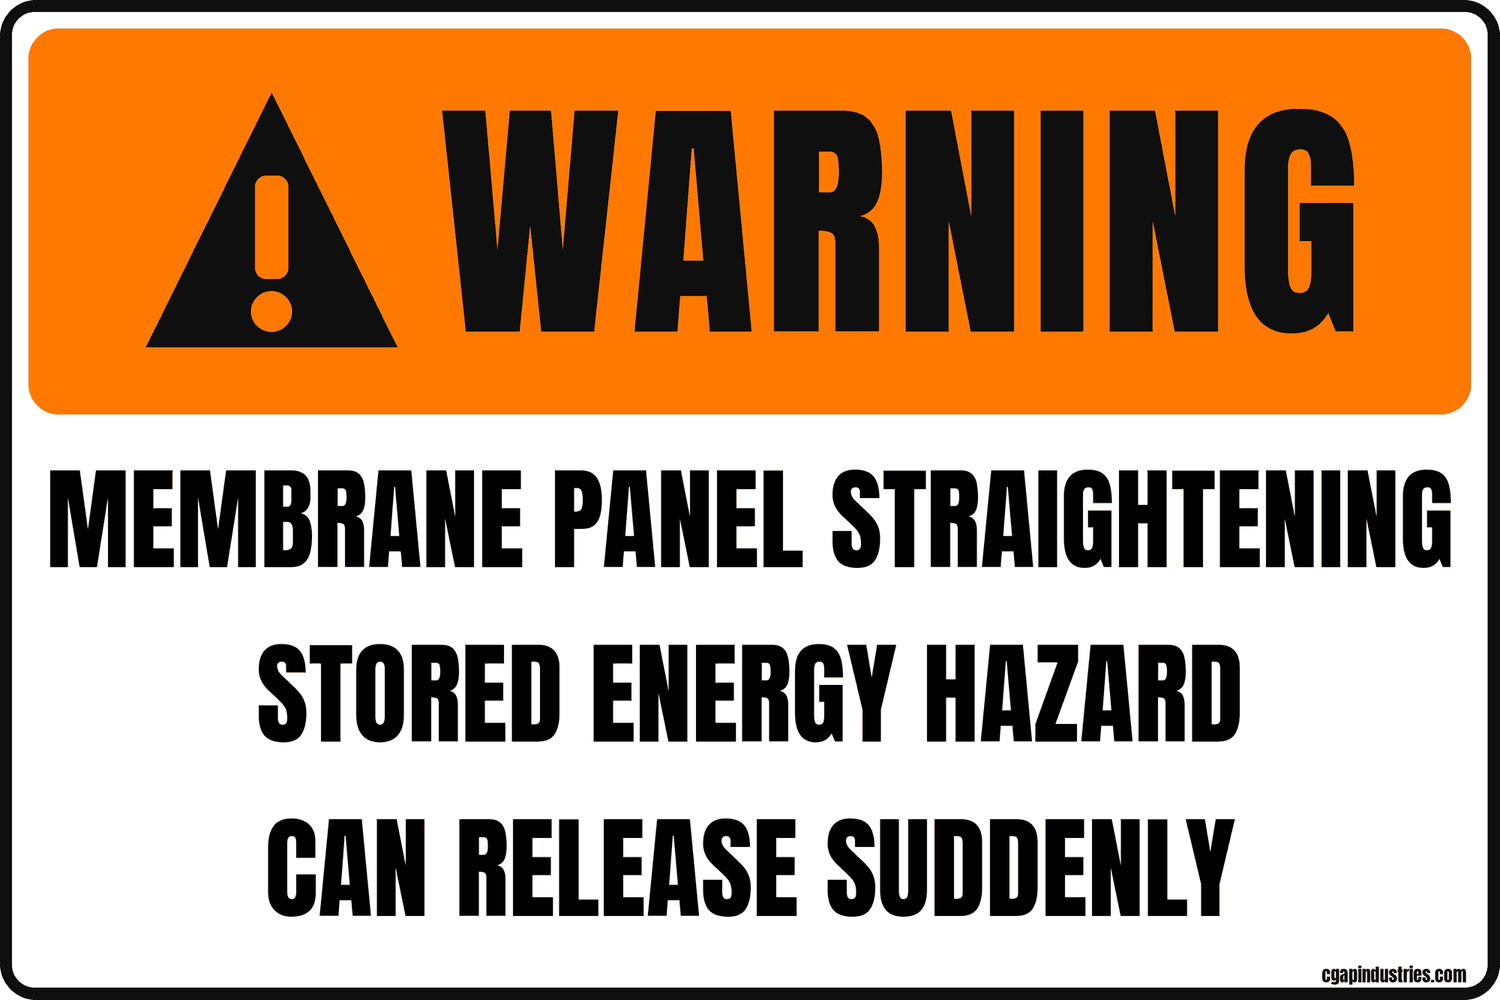 WARNING
MEMBRANE PANEL STRAIGHTENING
STORED ENERGY HAZARD
CAN RELEASE SUDDENLY
cgapindustries.com